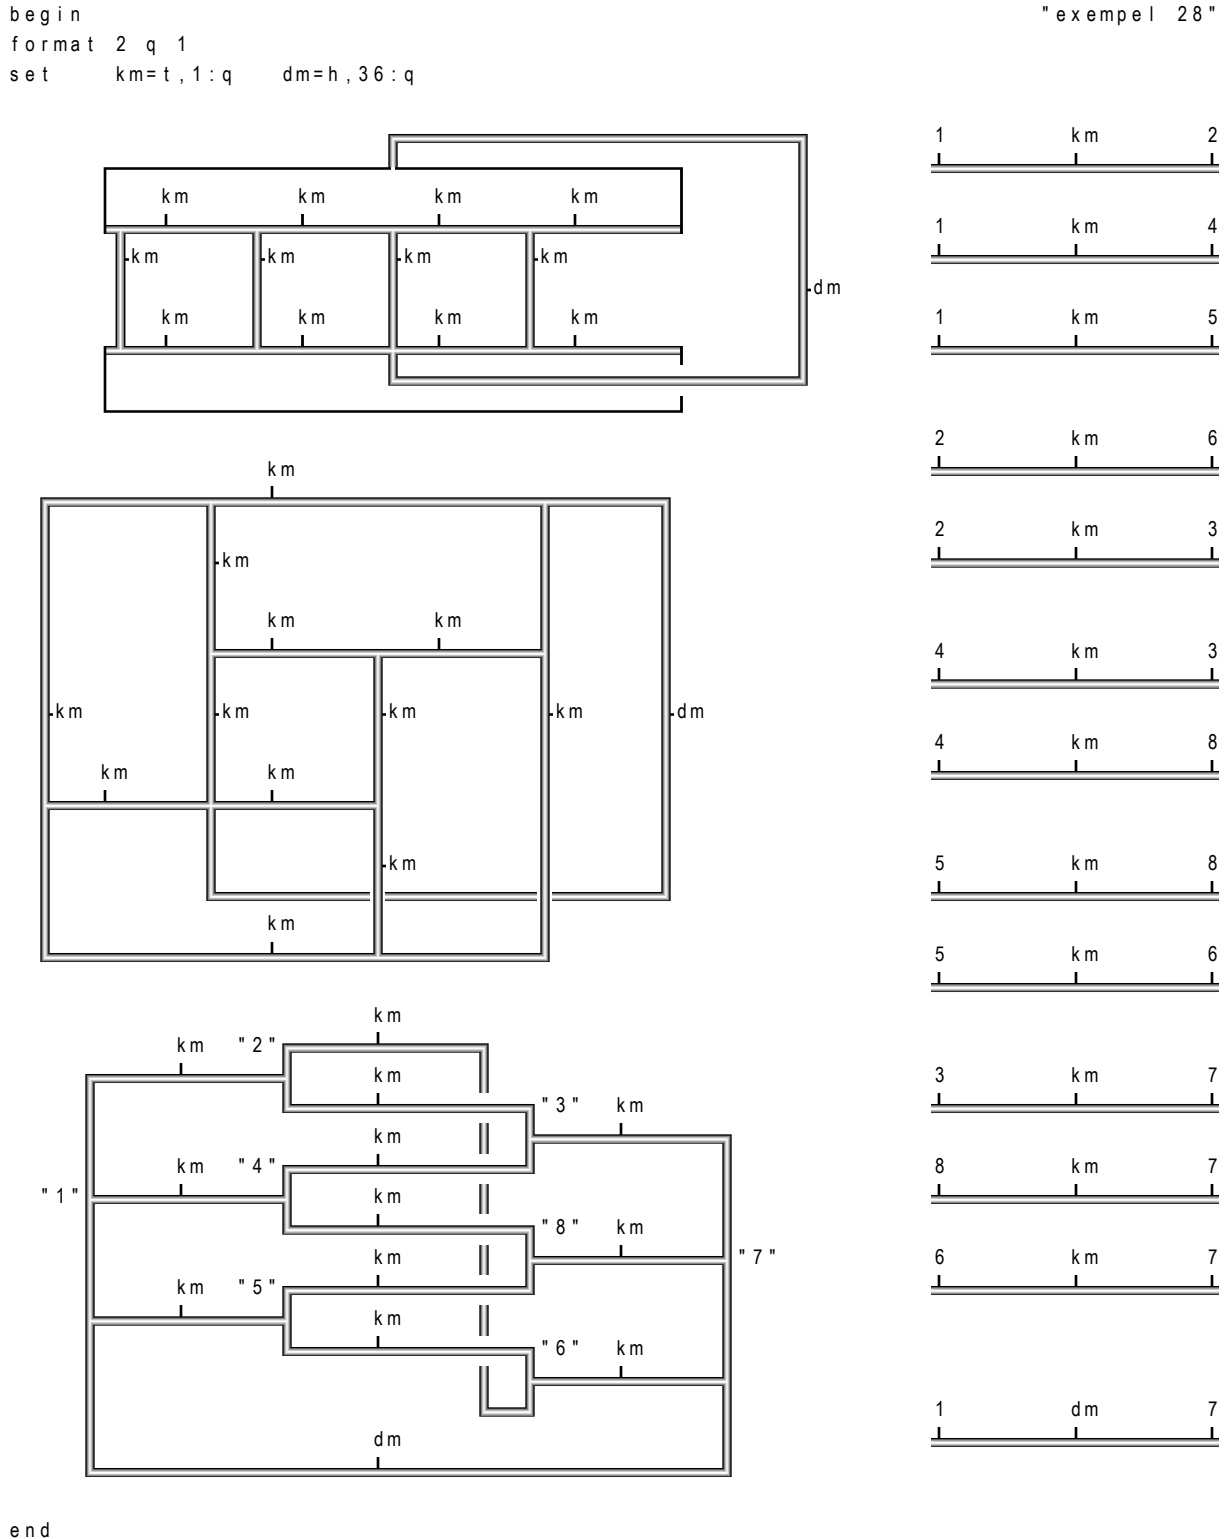 begin "exempel 28"
format 2 q 1
set km=t,1:q dm=h,36:q
1 km 2
km km km km
1 km 4
km km km km
dm
km km km km
1 km 5
2 km 6
km
2 km 3
km
km km
4 km 3
km km km km dm
4 km 8
km km
km
5 km 8
km
5 km 6
km
km "2"
km
3 km 7
"3" km
km
km "4"
8 km 7
"1"
km
"8" km
km
"7"
6 km 7
km "5"
km
"6" km
1 dm 7
dm
end